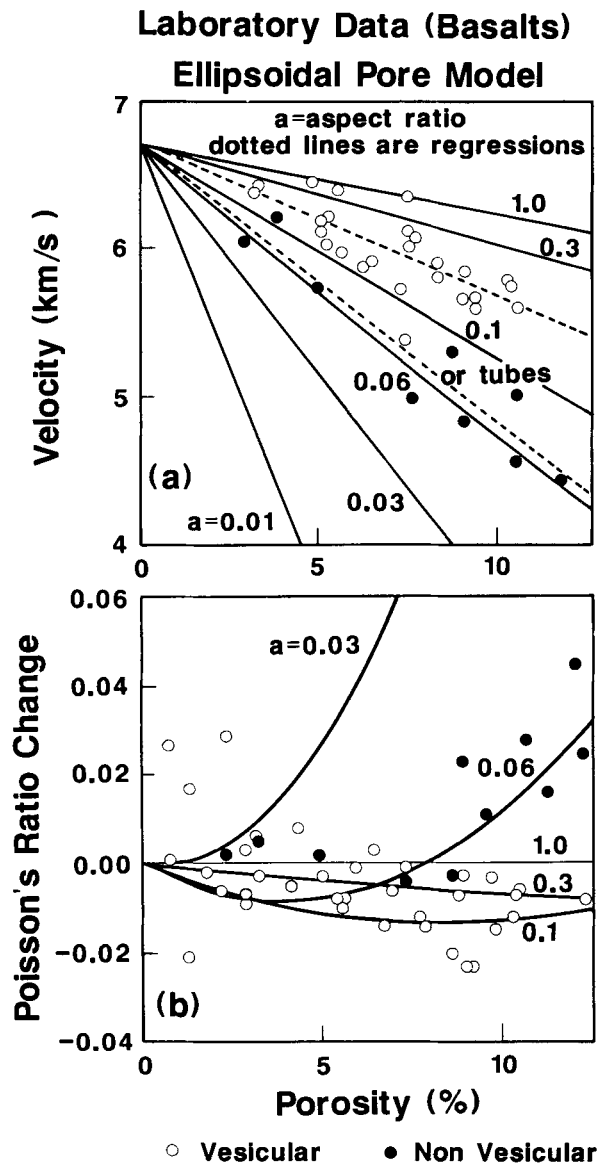 Laboratory Data (Basalts)
Ellipsoidal Pore Model
7
a=aspect ratio
dotted lines are regressions
1.0
0.3
6
0.1
or tubes
0.06
5
0.03
a=0.01
(a)
4
0
5
10
Velocity (km/s)
0.06
a=0.03
0.04
0.06
0.02
1.0
0.00
0.3
0.1
-0.02
(b)
-0.04
0
5
10
Poisson's Ratio Change
Porosity (%)
○ Vesicular
● Non Vesicular